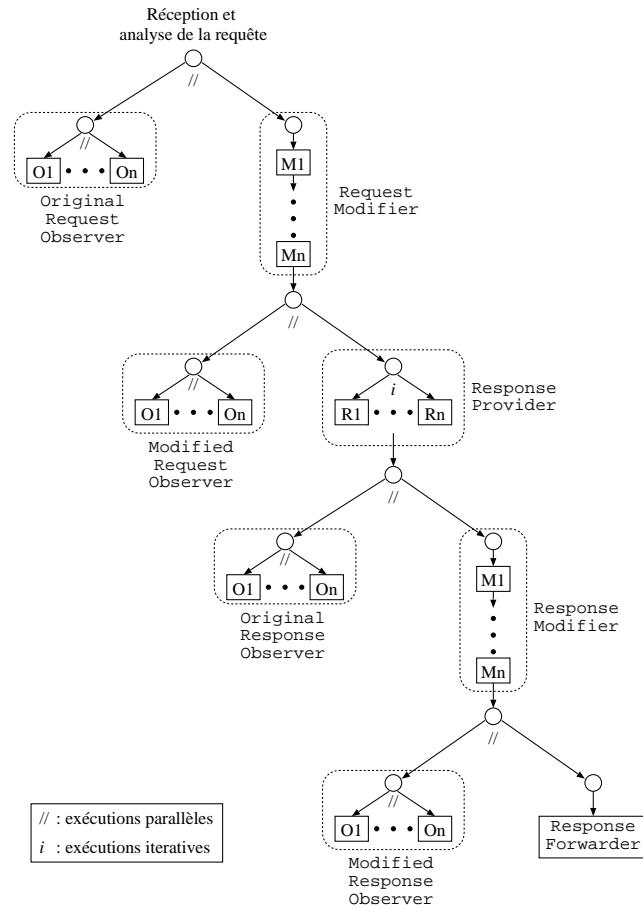 Réception et
analyse de la requête
//
//
O1 • • • On
Original
Request
Observer
M1
Mn
Request
Modifier
//
//
O1 • • • On
Modified
Request
Observer
i
R1 • • • Rn
Response
Provider
//
//
O1 • • • On
Original
Response
Observer
M1
Mn
Response
Modifier
//
//
O1 • • • On
Modified
Response
Observer
Response
Forwarder
// : exécutions parallèles
i : exécutions iteratives